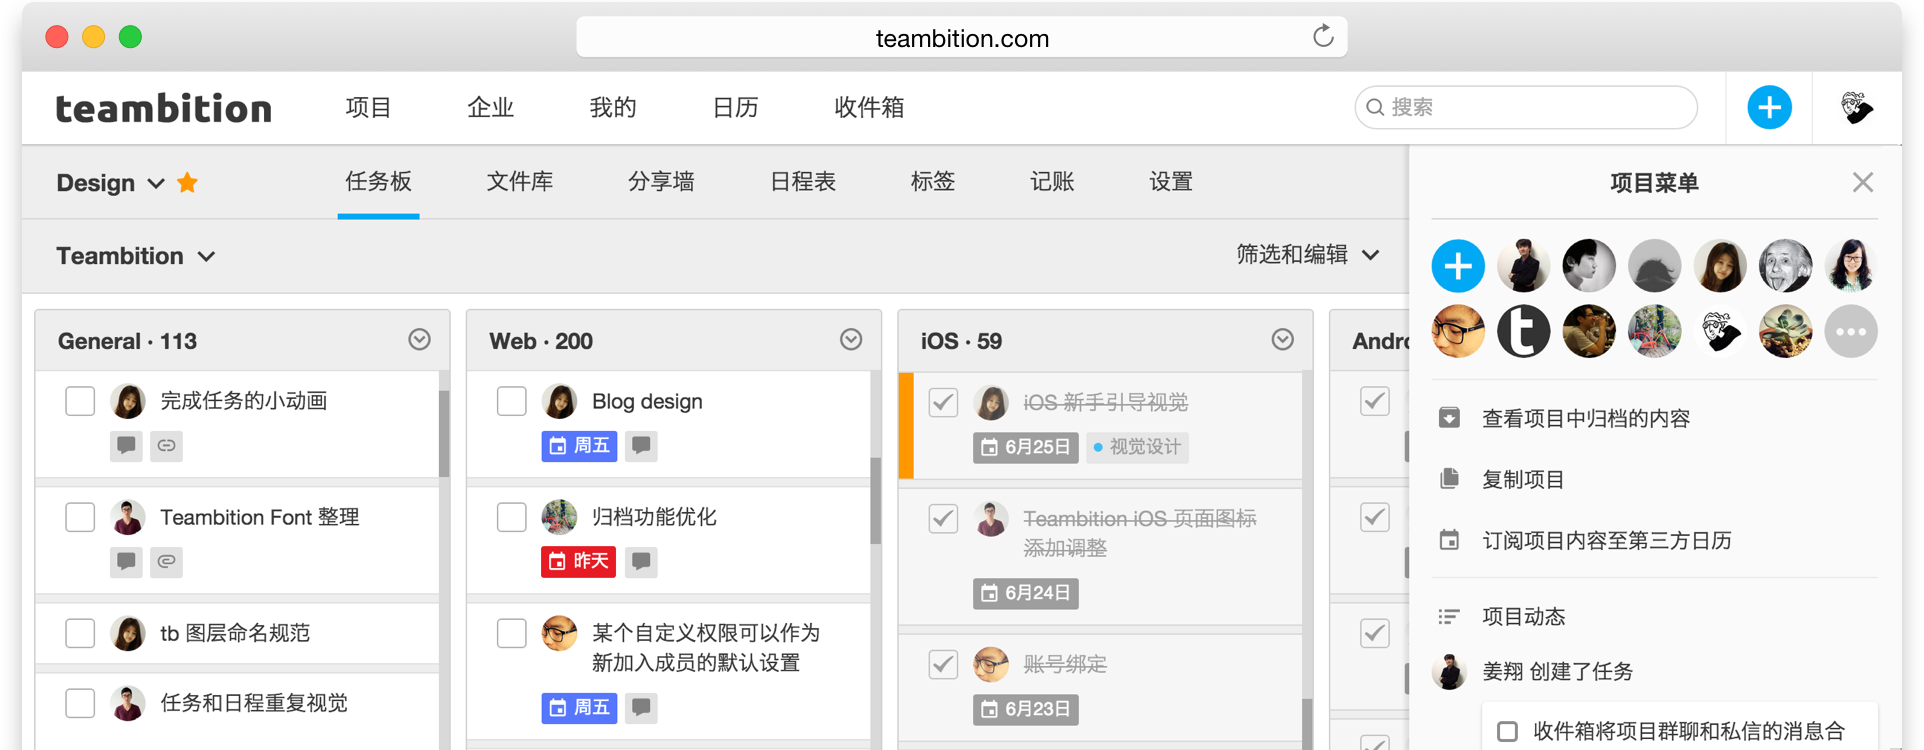 teambition.com
teambition 项目 企业 我的 日历 收件箱 搜索
Design 任务板 文件库 分享墙 日程表 标签 记账 设置
Teambition 筛选和编辑
General · 113
完成任务的小动画
Teambition Font 整理
tb 图层命名规范
任务和日程重复视觉
Web · 200
Blog design
周五
归档功能优化
昨天
某个自定义权限可以作为
新加入成员的默认设置
周五
iOS · 59
iOS 新手引导视觉
6月25日 视觉设计
Teambition iOS 页面图标
添加调整
6月24日
账号绑定
6月23日
Andro
项目菜单
t
查看项目中归档的内容
复制项目
订阅项目内容至第三方日历
项目动态
姜翔 创建了任务
收件箱将项目群聊和私信的消息合